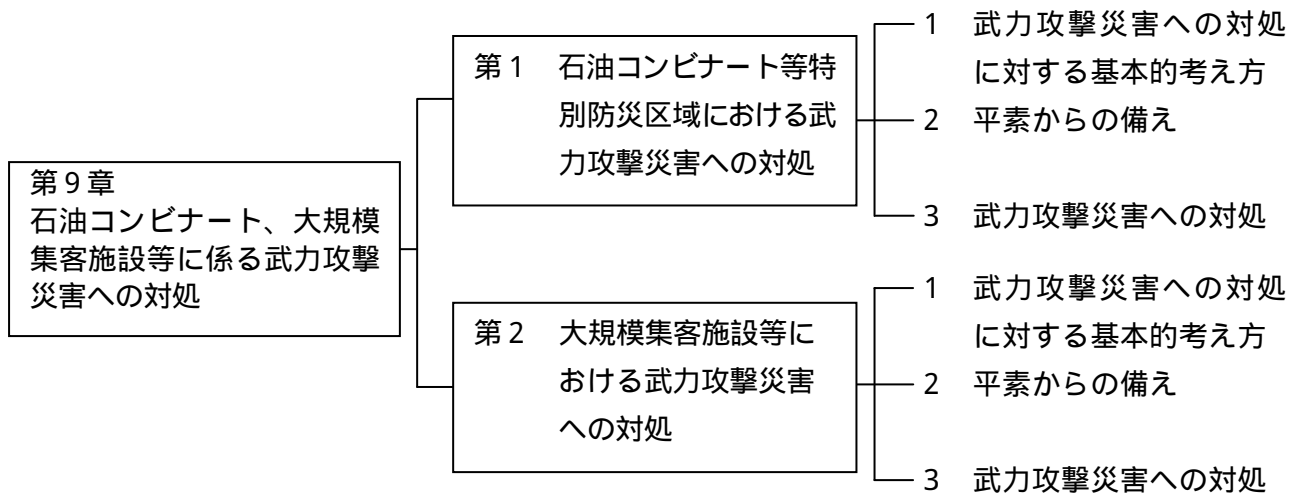 第9章
石油コンビナート、大規模
集客施設等に係る武力攻撃
災害への対処
第1　石油コンビナート等特
別防災区域における武
力攻撃災害への対処
1　武力攻撃災害への対処
に対する基本的考え方
2　平素からの備え
3　武力攻撃災害への対処
第2　大規模集客施設等に
おける武力攻撃災害
への対処
1　武力攻撃災害への対処
に対する基本的考え方
2　平素からの備え
3　武力攻撃災害への対処